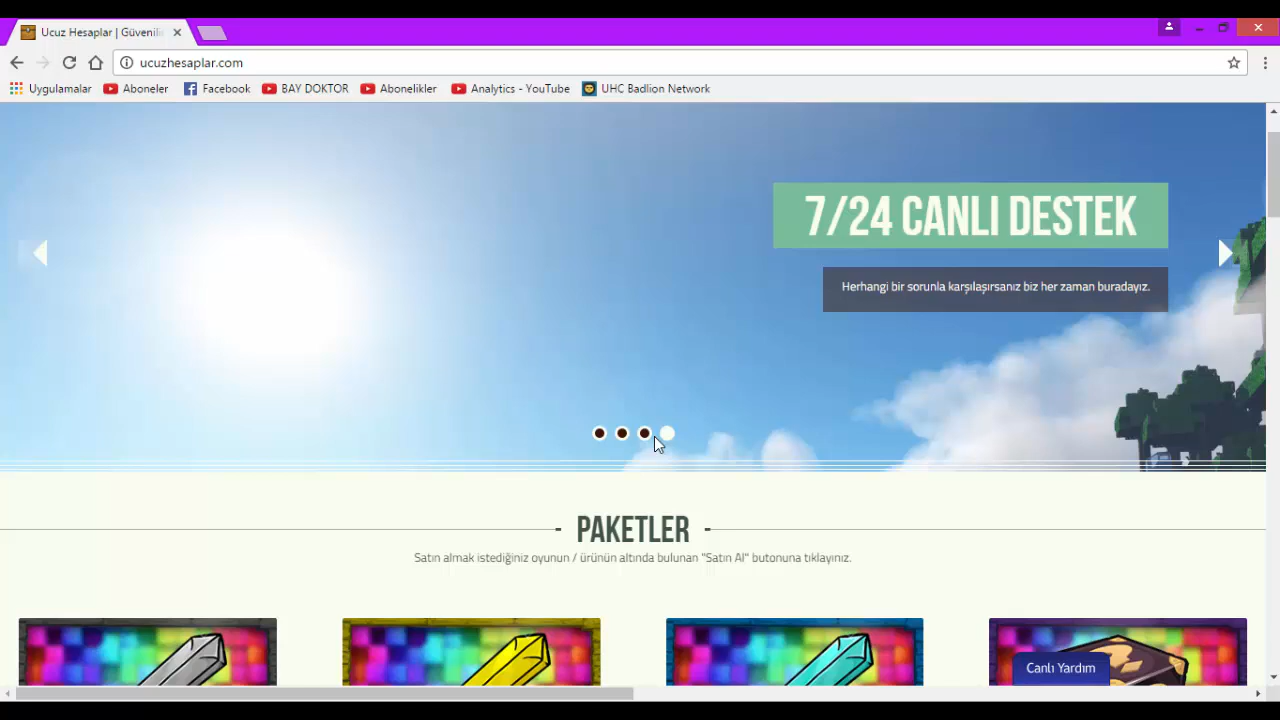 Ucuz Hesaplar | Güvenili
ucuzhesaplar.com
Uygulamalar Aboneler Facebook BAY DOKTOR Abonelikler Analytics - YouTube UHC Badlion Network
7/24 CANLI DESTEK
Herhangi bir sorunla karşılaşırsanız biz her zaman buradayız.
- PAKETLER -
Satın almak istediğiniz oyunun / ürünün altında bulunan "Satın Al" butonuna tıklayınız.
Canlı Yardım